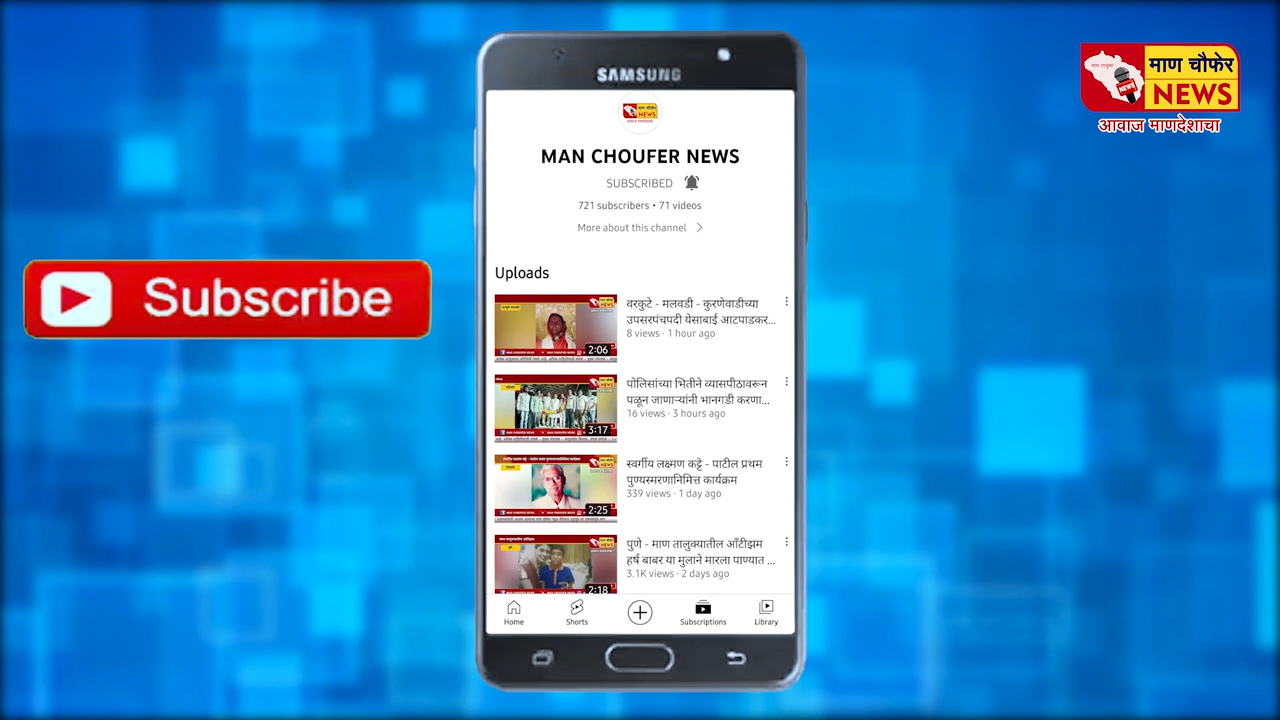 माण चौफेर
NEWS
आवाज माणदेशाचा
SAMSUNG
MAN CHOUFER NEWS
SUBSCRIBED
721 subscribers • 71 videos
More about this channel
Subscribe
Uploads
वरकुटे - मलवडी - कुरणेवाडीच्या
उपसरपंचपदी येसाबाई आटपाडकर...
8 views · 1 hour ago
2:06
पोलिसांच्या भितीने व्यासपीठावरून
पळून जाणाऱ्यांनी भानगडी करणा...
16 views · 3 hours ago
3:17
स्वर्गीय लक्ष्मण कट्टे - पाटील प्रथम
पुण्यस्मरणानिमित्त कार्यक्रम
339 views · 1 day ago
2:25
पुणे - माण तालुक्यातील ऑटीझम
हर्ष बाबर या मुलाने मारला पाण्यात ...
3.1K views · 2 days ago
2:18
Home
Shorts
Subscriptions
Library